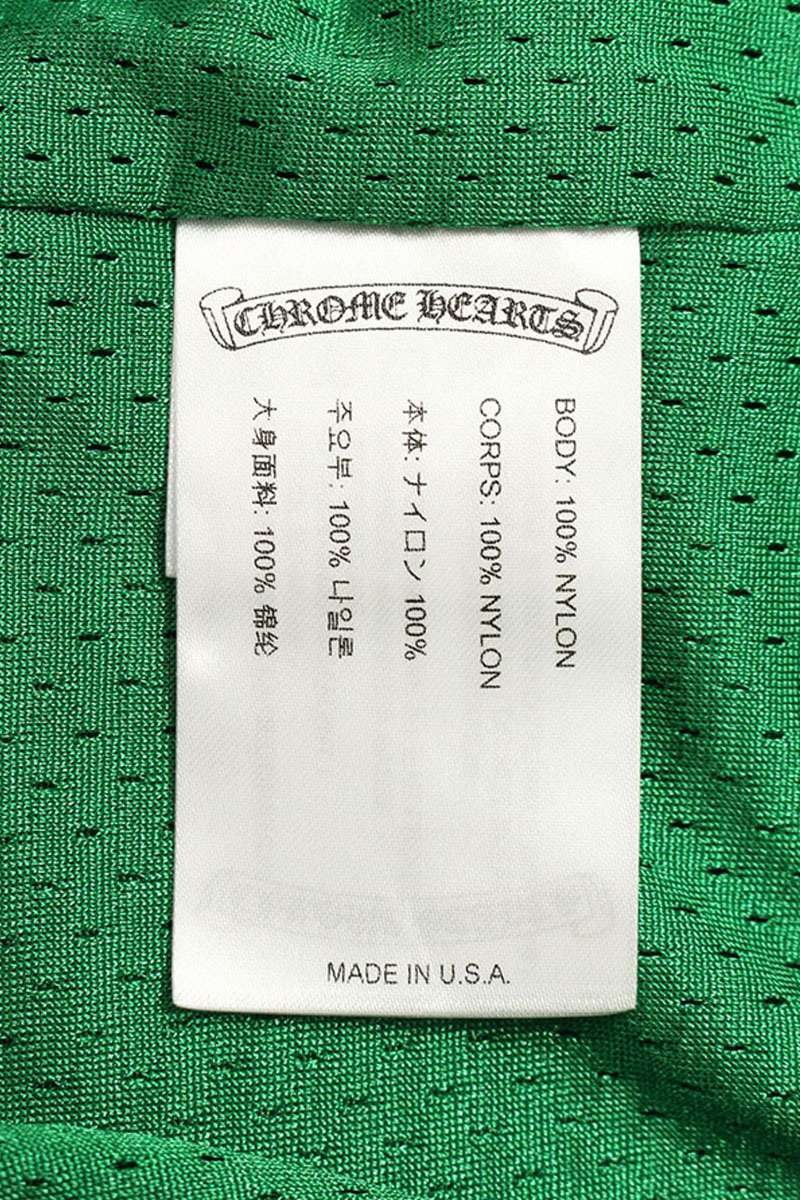 CHROME HEARTS
BODY: 100% NYLON
CORPS: 100% NYLON
本体: ナイロン 100%
주요부: 100% 나일론
大身面料: 100% 锦纶
MADE IN U.S.A.